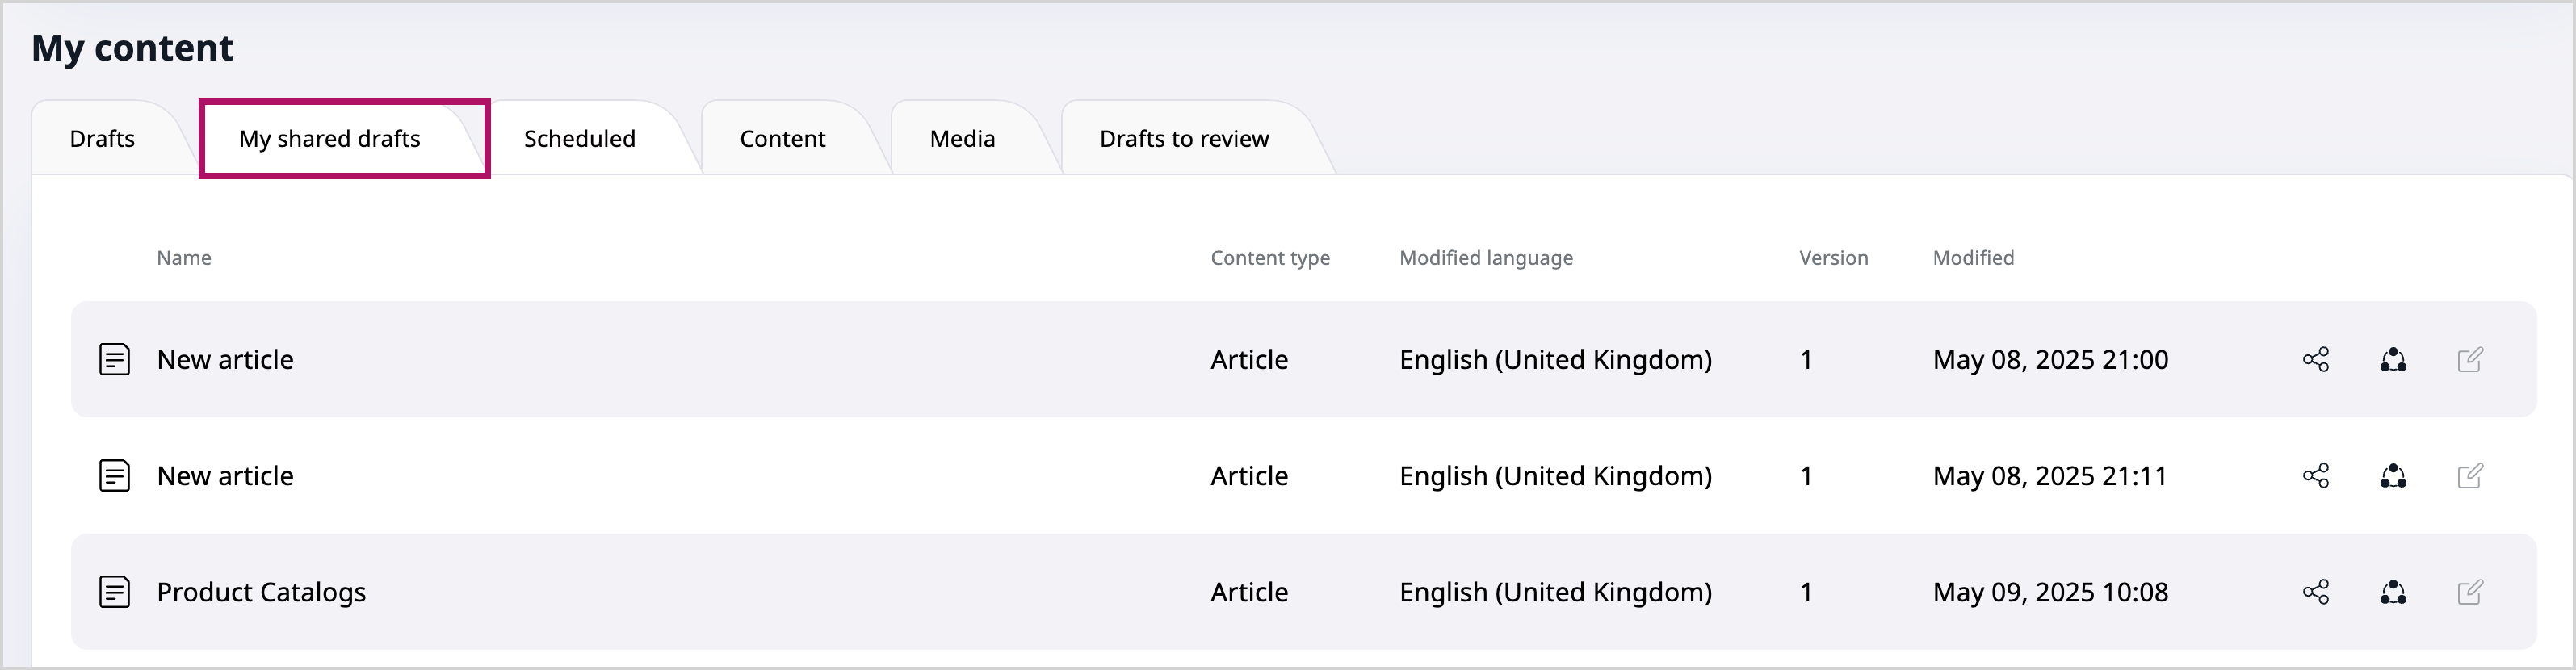 My content
Drafts My shared drafts Scheduled Content Media Drafts to review
Name Content type Modified language Version Modified
New article Article English (United Kingdom) 1 May 08, 2025 21:00
New article Article English (United Kingdom) 1 May 08, 2025 21:11
Product Catalogs Article English (United Kingdom) 1 May 09, 2025 10:08